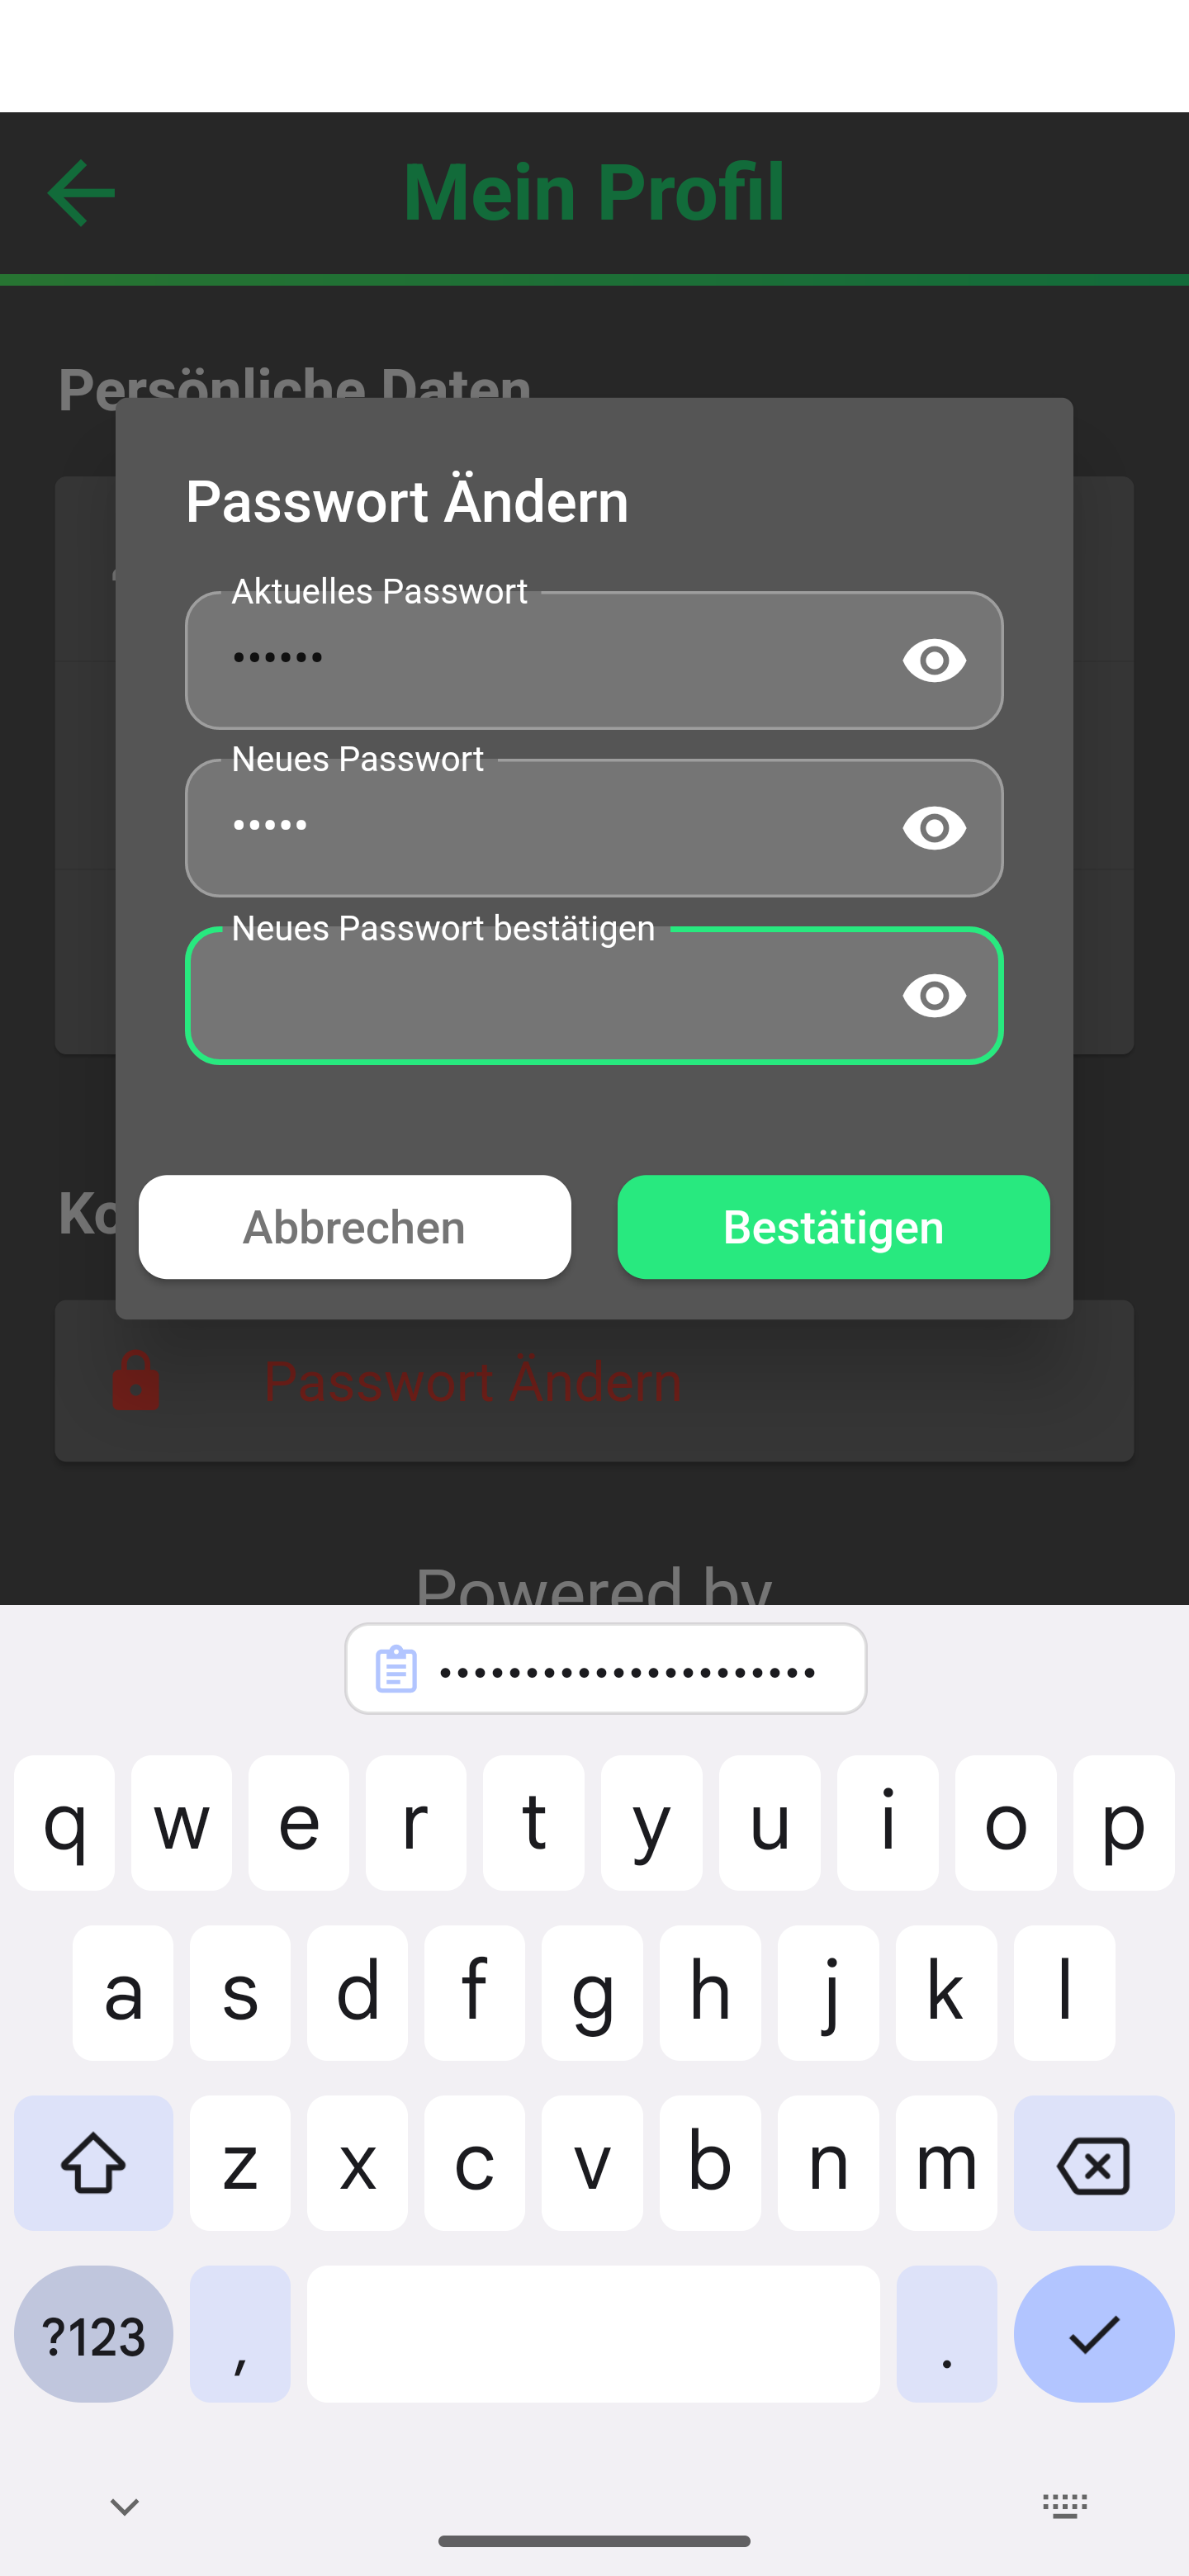 Mein Profil
Persönliche Daten
Passwort Ändern
Aktuelles Passwort
••••••
Neues Passwort
•••••
Neues Passwort bestätigen
Abbrechen
Bestätigen
Passwort Ändern
Powered by
••••••••••••••••••••••
q w e r t y u i o p
a s d f g h j k l
z x c v b n m
?123 , .